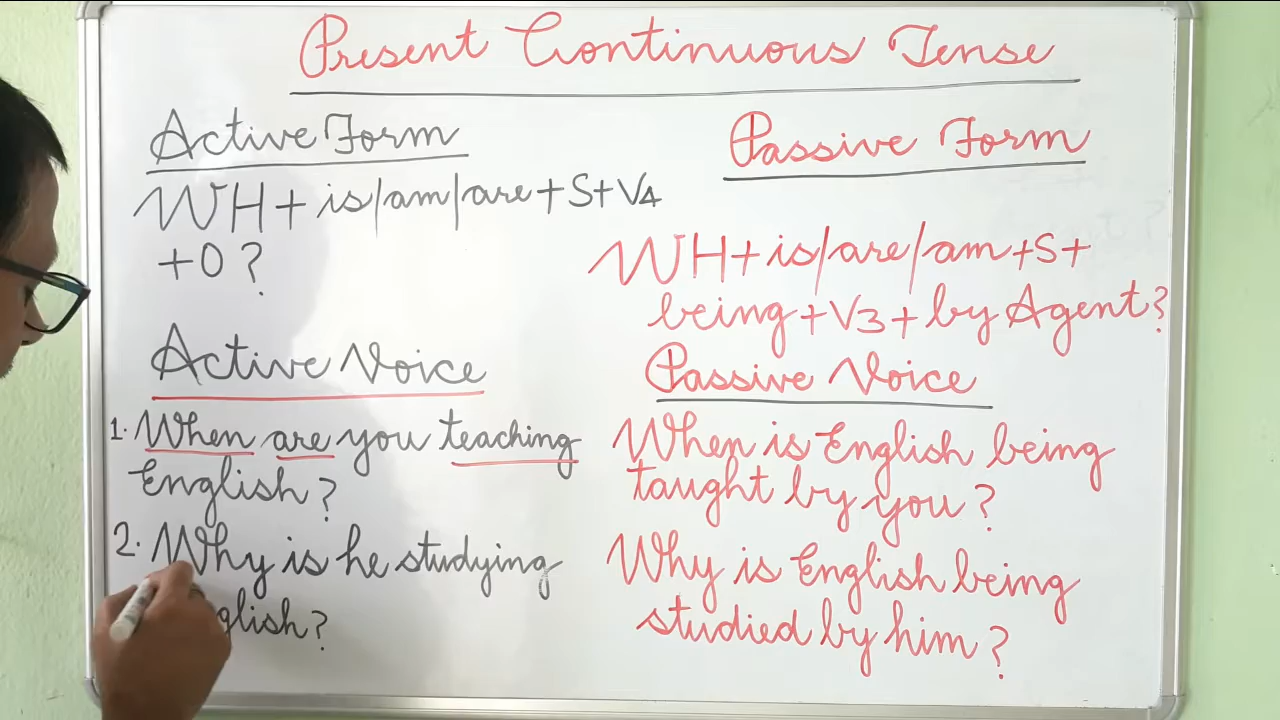 Present Continuous Tense
Active Form
WH + is/am/are + S + V4
+ O ?
Active Voice
1. When are you teaching
English ?
2. Why is he studying
glish ?
Passive Form
WH + is/are/am + S +
being + V3 + by Agent ?
Passive Voice
When is English being
taught by you ?
Why is English being
studied by him ?